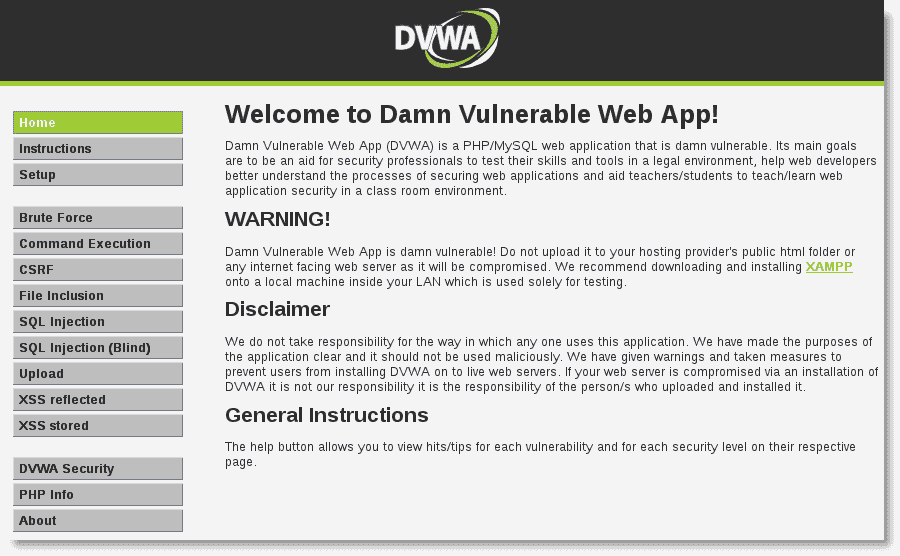 DVWA
Home
Instructions
Setup
Brute Force
Command Execution
CSRF
File Inclusion
SQL Injection
SQL Injection (Blind)
Upload
XSS reflected
XSS stored
DVWA Security
PHP Info
About
Welcome to Damn Vulnerable Web App!
Damn Vulnerable Web App (DVWA) is a PHP/MySQL web application that is damn vulnerable. Its main goals
are to be an aid for security professionals to test their skills and tools in a legal environment, help web developers
better understand the processes of securing web applications and aid teachers/students to teach/learn web
application security in a class room environment.
WARNING!
Damn Vulnerable Web App is damn vulnerable! Do not upload it to your hosting provider's public html folder or
any internet facing web server as it will be compromised. We recommend downloading and installing XAMPP
onto a local machine inside your LAN which is used solely for testing.
Disclaimer
We do not take responsibility for the way in which any one uses this application. We have made the purposes of
the application clear and it should not be used maliciously. We have given warnings and taken measures to
prevent users from installing DVWA on to live web servers. If your web server is compromised via an installation of
DVWA it is not our responsibility it is the responsibility of the person/s who uploaded and installed it.
General Instructions
The help button allows you to view hits/tips for each vulnerability and for each security level on their respective
page.